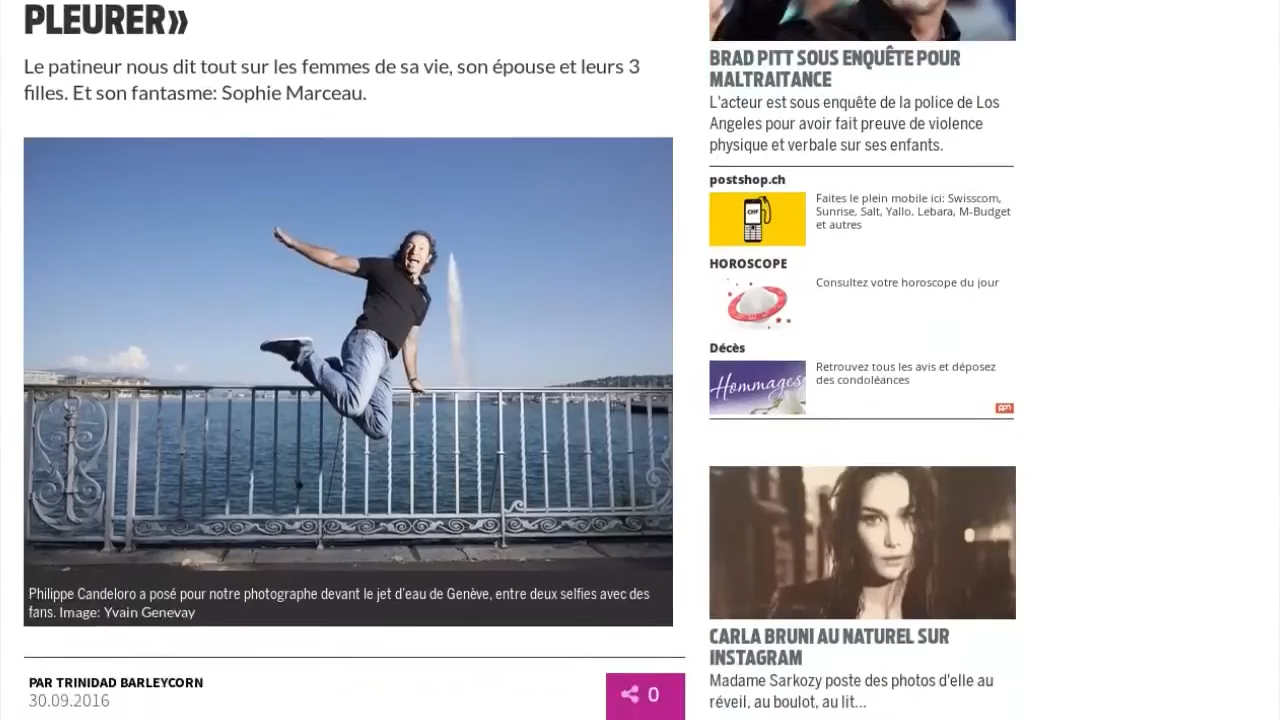 PLEURER»
Le patineur nous dit tout sur les femmes de sa vie, son épouse et leurs 3
filles. Et son fantasme: Sophie Marceau.
Philippe Candeloro a posé pour notre photographe devant le jet d'eau de Genève, entre deux selfies avec des
fans. Image: Yvain Genevay
PAR TRINIDAD BARLEYCORN
30.09.2016
0
BRAD PITT SOUS ENQUÊTE POUR
MALTRAITANCE
L'acteur est sous enquête de la police de Los
Angeles pour avoir fait preuve de violence
physique et verbale sur ses enfants.
postshop.ch
CHF
Faites le plein mobile ici: Swisscom,
Sunrise, Salt, Yallo, Lebara, M-Budget
et autres
HOROSCOPE
Consultez votre horoscope du jour
Décès
Hommages
Retrouvez tous les avis et déposez
des condoléances
CARLA BRUNI AU NATUREL SUR
INSTAGRAM
Madame Sarkozy poste des photos d'elle au
réveil, au boulot, au lit...